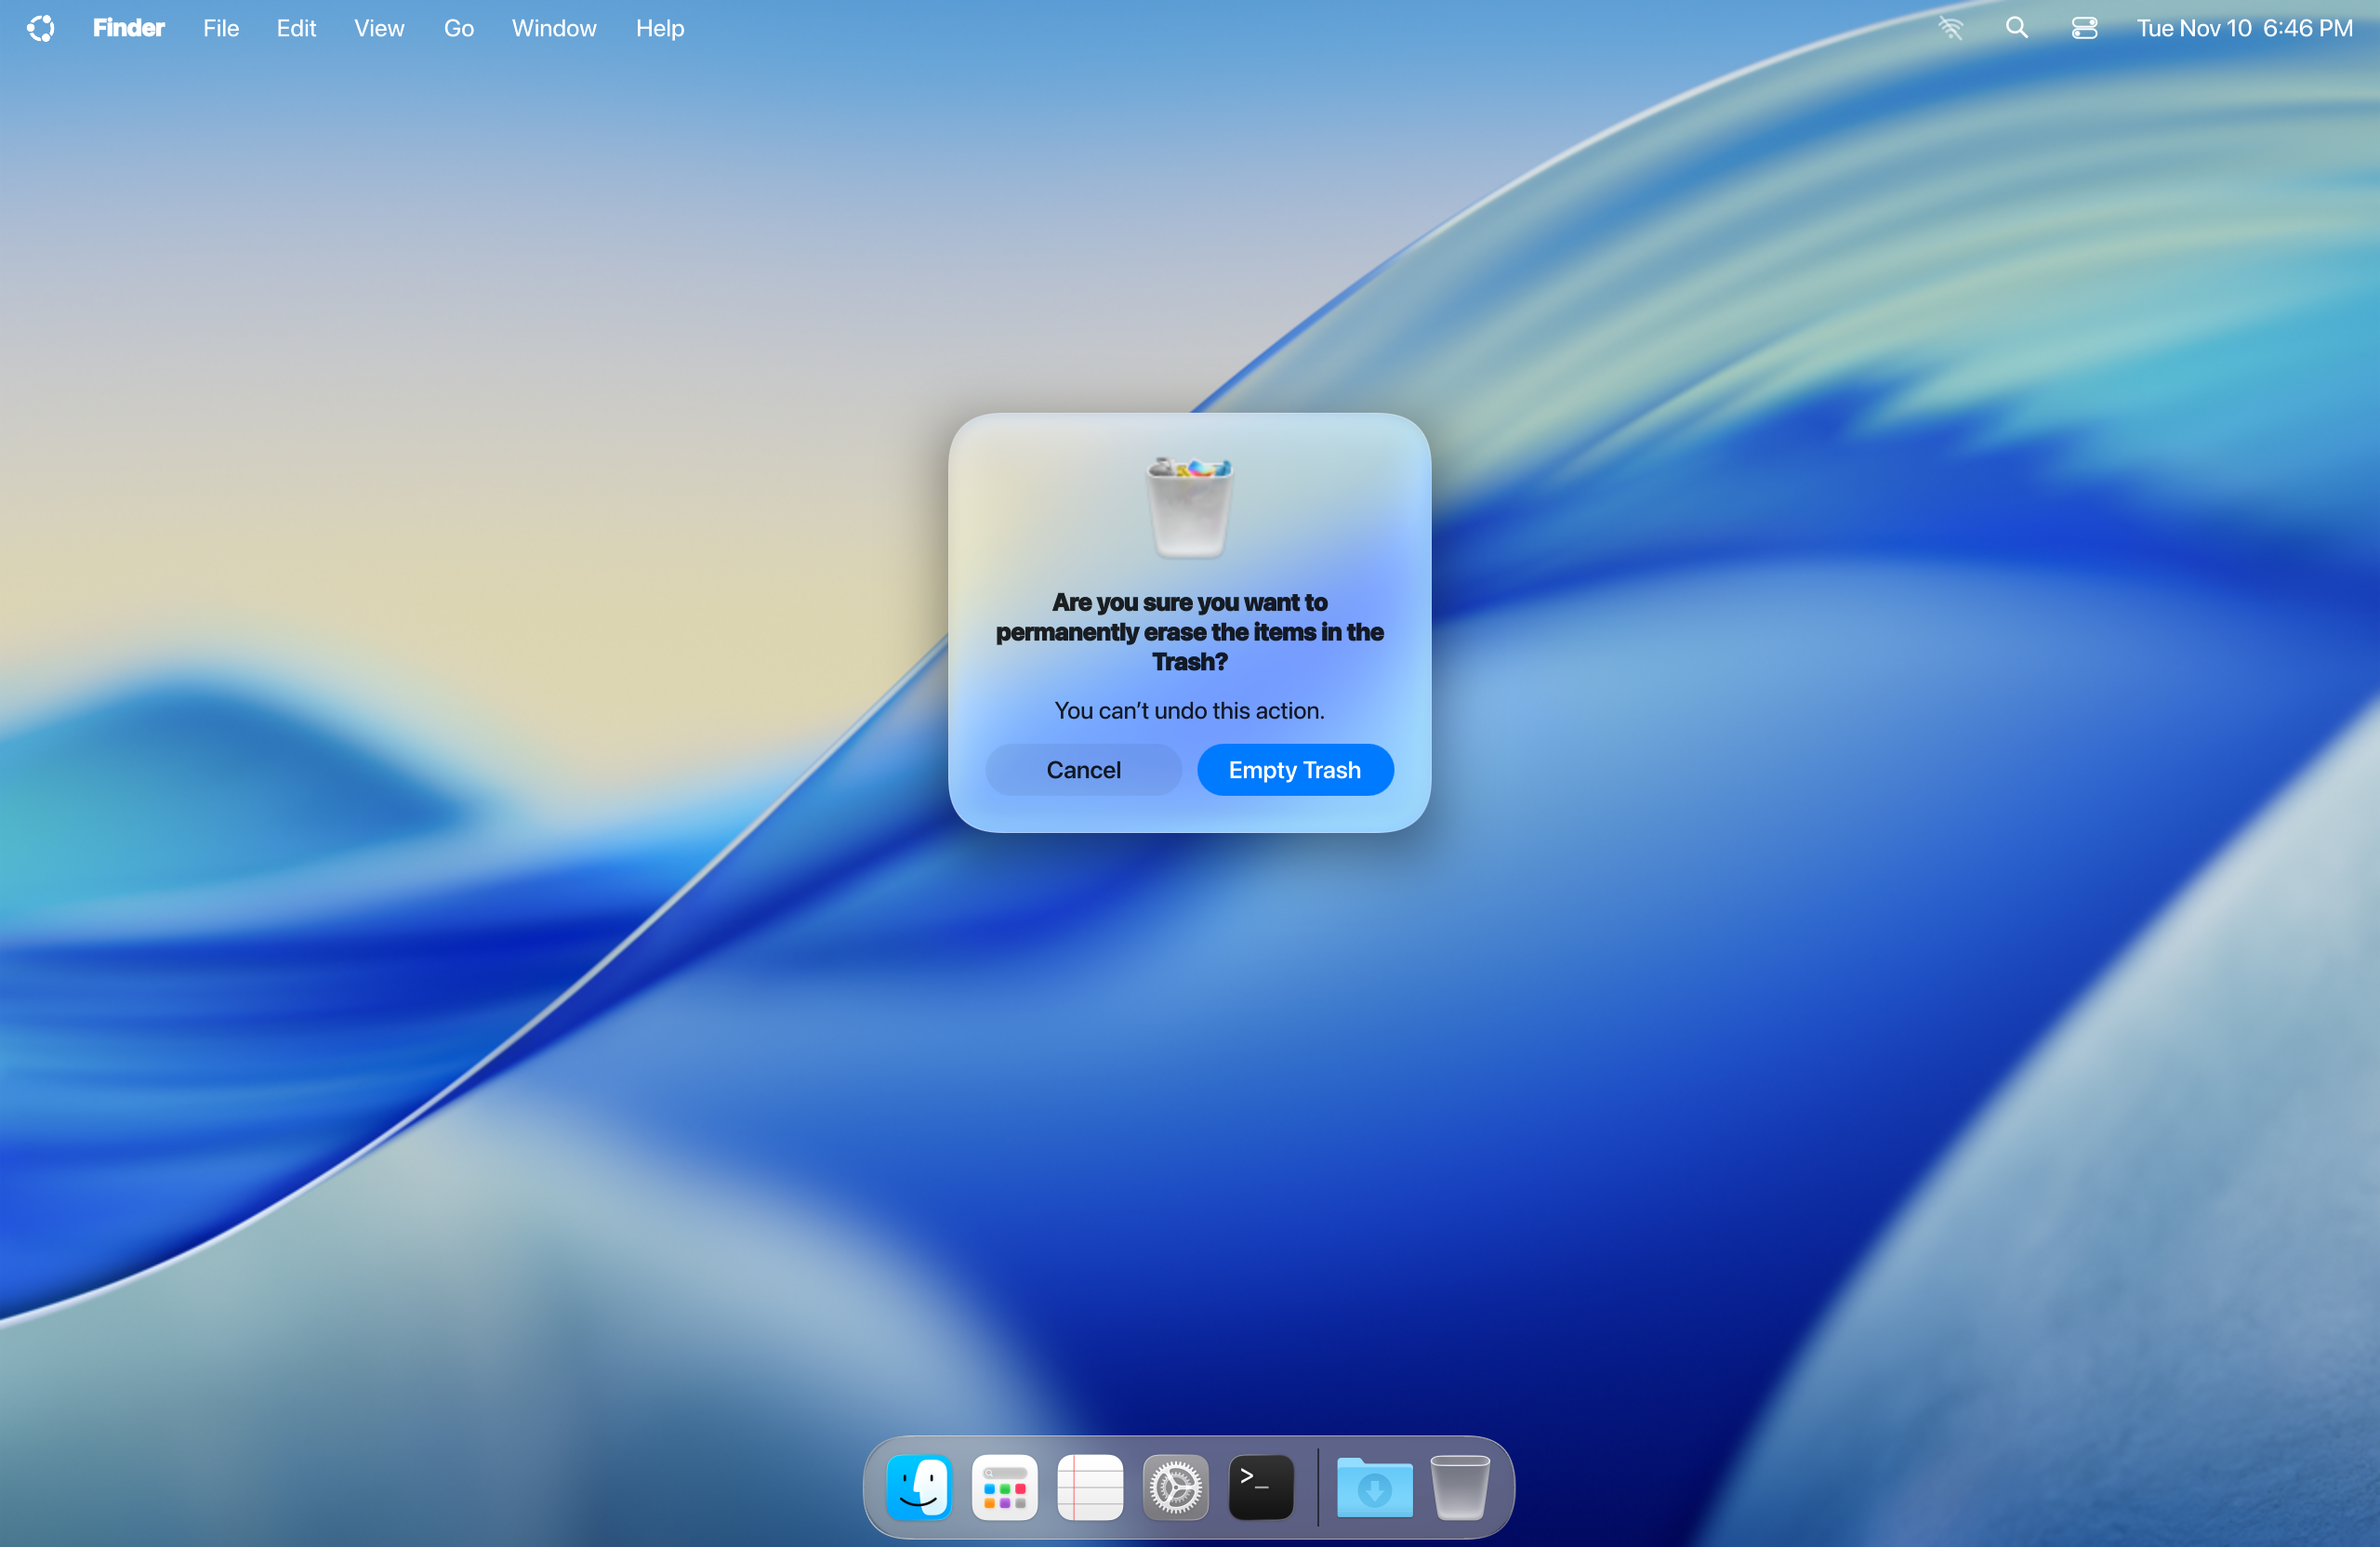 Finder File Edit View Go Window Help Tue Nov 10 6:46 PM
Are you sure you want to
permanently erase the items in the
Trash?
You can’t undo this action.
Cancel Empty Trash
>_